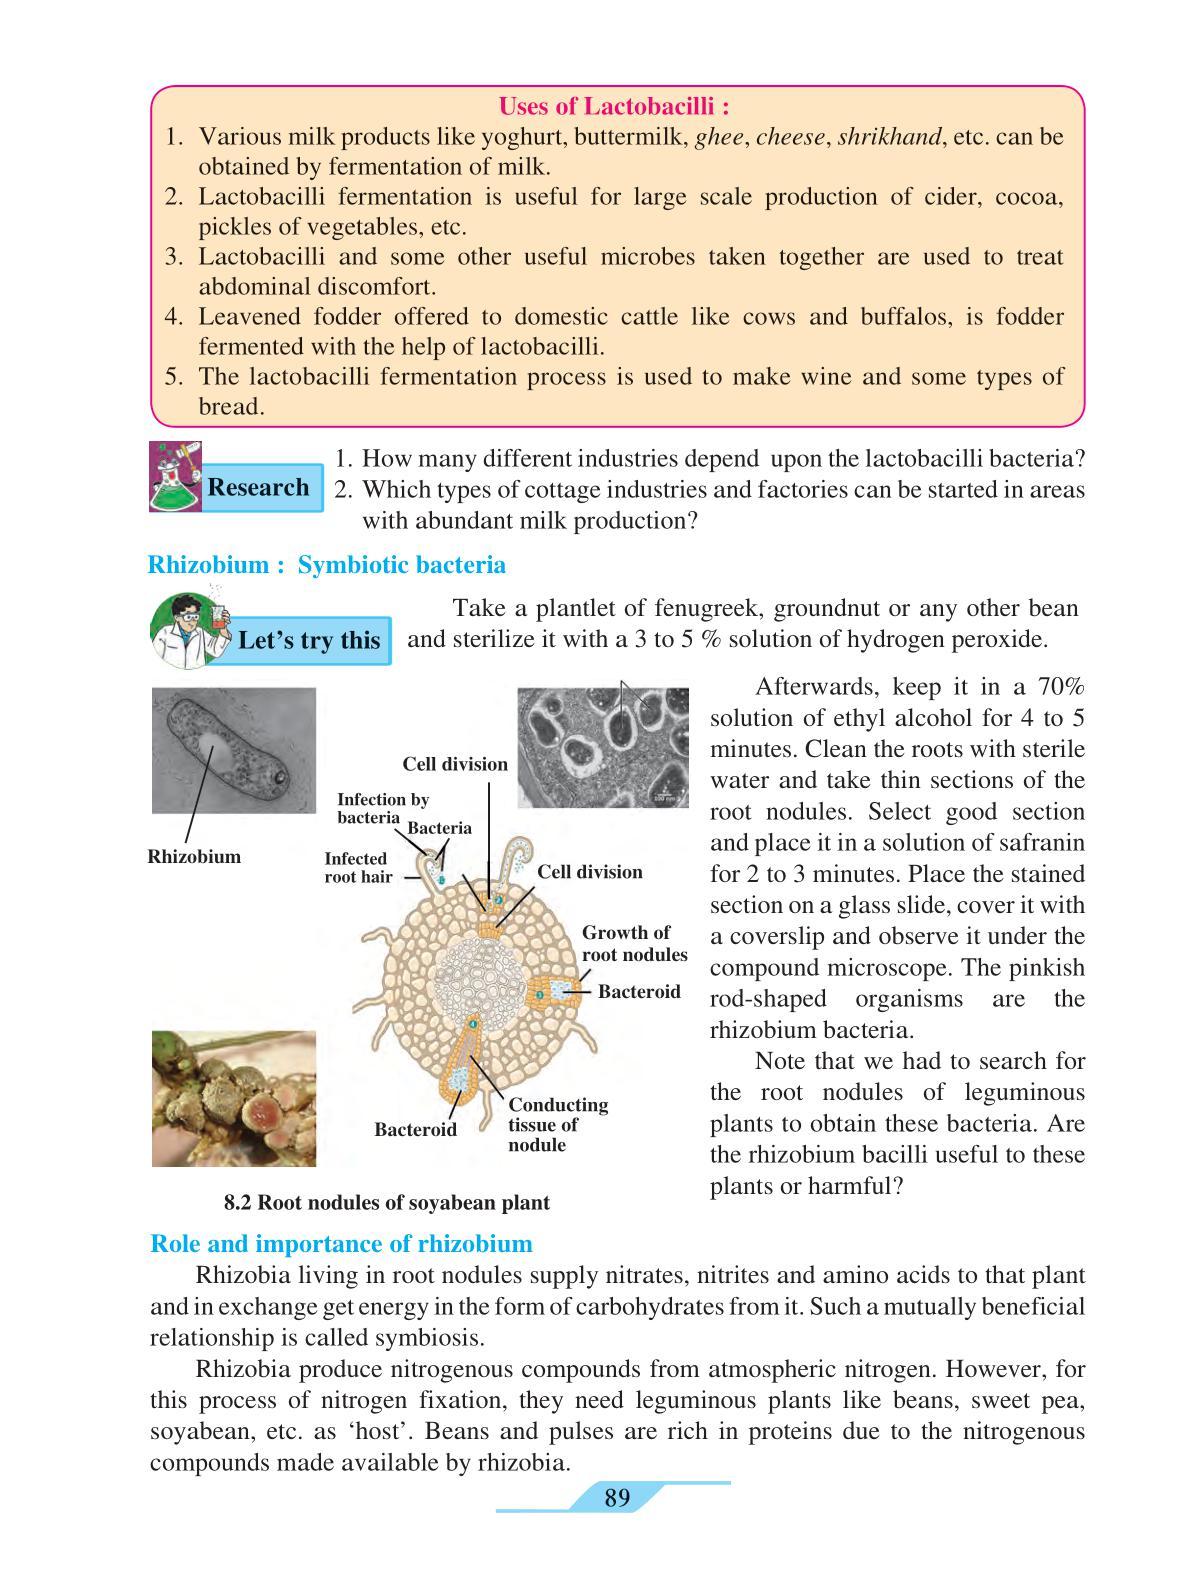 Uses of Lactobacilli :
1. Various milk products like yoghurt, buttermilk, ghee, cheese, shrikhand, etc. can be
obtained by fermentation of milk.
2. Lactobacilli fermentation is useful for large scale production of cider, cocoa,
pickles of vegetables, etc.
3. Lactobacilli and some other useful microbes taken together are used to treat
abdominal discomfort.
4. Leavened fodder offered to domestic cattle like cows and buffalos, is fodder
fermented with the help of lactobacilli.
5. The lactobacilli fermentation process is used to make wine and some types of
bread.
Research
1. How many different industries depend upon the lactobacilli bacteria?
2. Which types of cottage industries and factories can be started in areas
with abundant milk production?
Rhizobium : Symbiotic bacteria
Let's try this
Take a plantlet of fenugreek, groundnut or any other bean
and sterilize it with a 3 to 5 % solution of hydrogen peroxide.
Rhizobium
Cell division
Infection by
bacteria
Bacteria
Infected
root hair
Cell division
Growth of
root nodules
Bacteroid
Bacteroid
Conducting
tissue of
nodule
8.2 Root nodules of soyabean plant
Afterwards, keep it in a 70%
solution of ethyl alcohol for 4 to 5
minutes. Clean the roots with sterile
water and take thin sections of the
root nodules. Select good section
and place it in a solution of safranin
for 2 to 3 minutes. Place the stained
section on a glass slide, cover it with
a coverslip and observe it under the
compound microscope. The pinkish
rod-shaped organisms are the
rhizobium bacteria.
Note that we had to search for
the root nodules of leguminous
plants to obtain these bacteria. Are
the rhizobium bacilli useful to these
plants or harmful?
Role and importance of rhizobium
Rhizobia living in root nodules supply nitrates, nitrites and amino acids to that plant
and in exchange get energy in the form of carbohydrates from it. Such a mutually beneficial
relationship is called symbiosis.
Rhizobia produce nitrogenous compounds from atmospheric nitrogen. However, for
this process of nitrogen fixation, they need leguminous plants like beans, sweet pea,
soyabean, etc. as ‘host’. Beans and pulses are rich in proteins due to the nitrogenous
compounds made available by rhizobia.
89